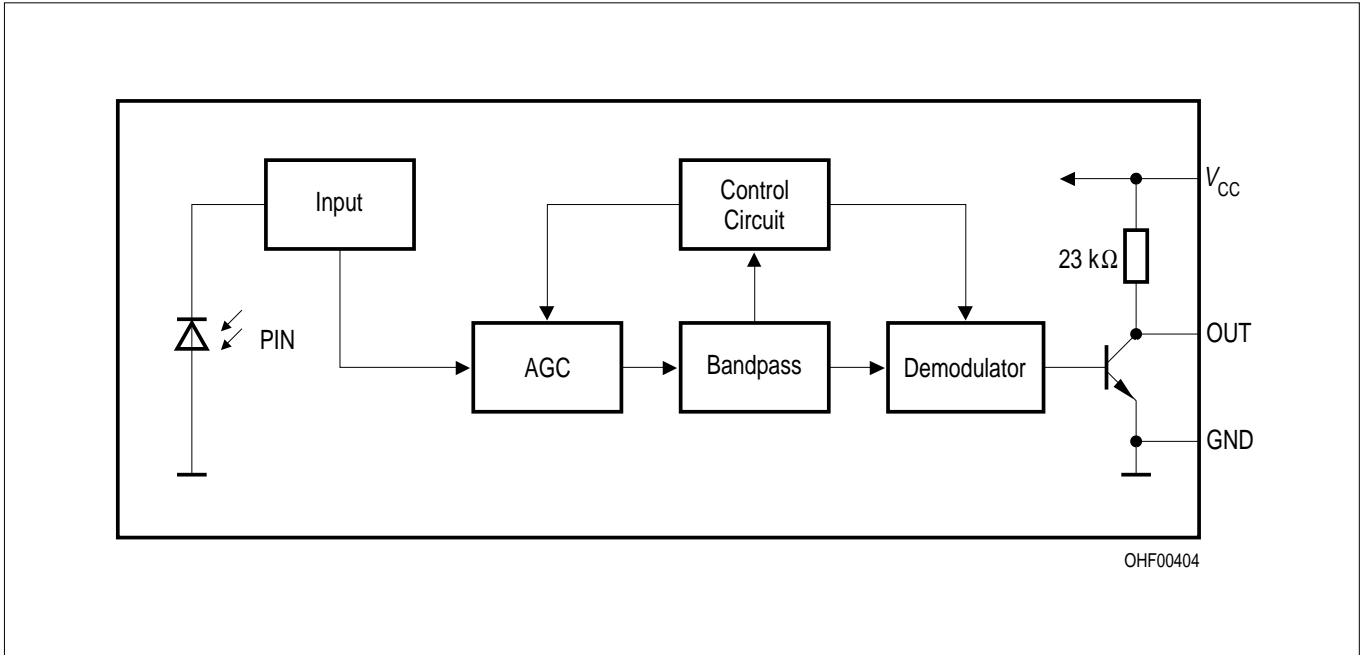 Input
Control
Circuit
V_CC
23 kΩ
PIN
AGC
Bandpass
Demodulator
OUT
GND
OHF00404